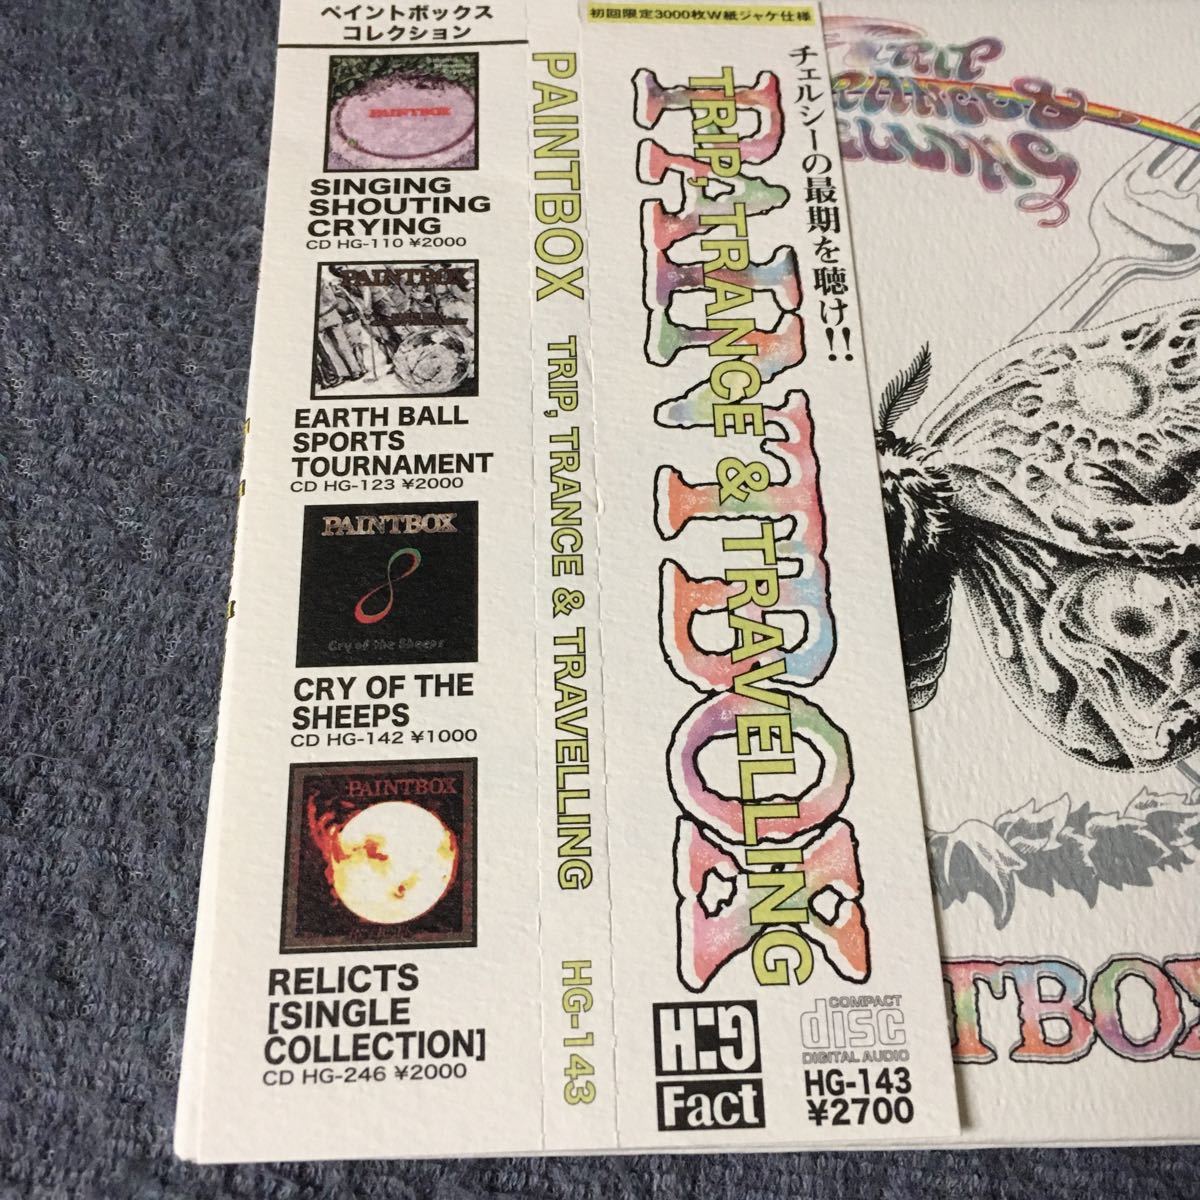 ペイントボックス
コレクション
PAINTBOX
SINGING
SHOUTING
CRYING
CD HG-110 ¥2000
PAINTBOX
EARTH BALL
SPORTS
TOURNAMENT
CD HG-123 ¥2000
PAINTBOX
Cry of the Sheeps
CRY OF THE
SHEEPS
CD HG-142 ¥1000
PAINTBOX
RELICTS
[SINGLE
COLLECTION]
CD HG-246 ¥2000
PAINTBOX TRIP, TRANCE & TRAVELLING HG-143
初回限定3000枚W紙ジャケ仕様
チェルシーの最期を聴け!!
PAINTBOX
TRIP, TRANCE & TRAVELLING
H:G
Fact
COMPACT
disc
DIGITAL AUDIO
HG-143
¥2700
TRIP
RANCE &
ELLING
TBOX